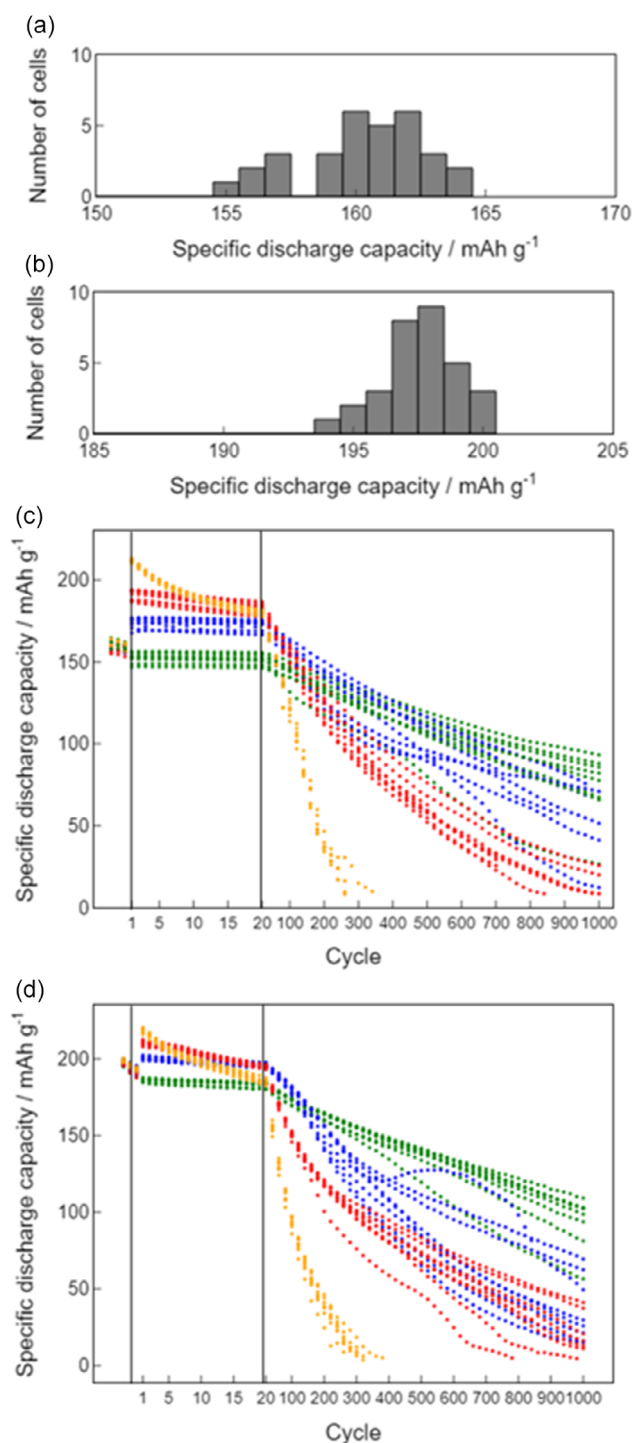 (a)
10
5
0
Number of cells
150 155 160 165 170
Specific discharge capacity / mAh g-1
(b)
10
5
0
Number of cells
185 190 195 200 205
Specific discharge capacity / mAh g-1
(c)
200
150
100
50
0
Specific discharge capacity / mAh g-1
1 5 10 15 20 100 200 300 400 500 600 700 800 900 1000
Cycle
(d)
200
150
100
50
0
Specific discharge capacity / mAh g-1
1 5 10 15 20 100 200 300 400 500 600 700 800 900 1000
Cycle